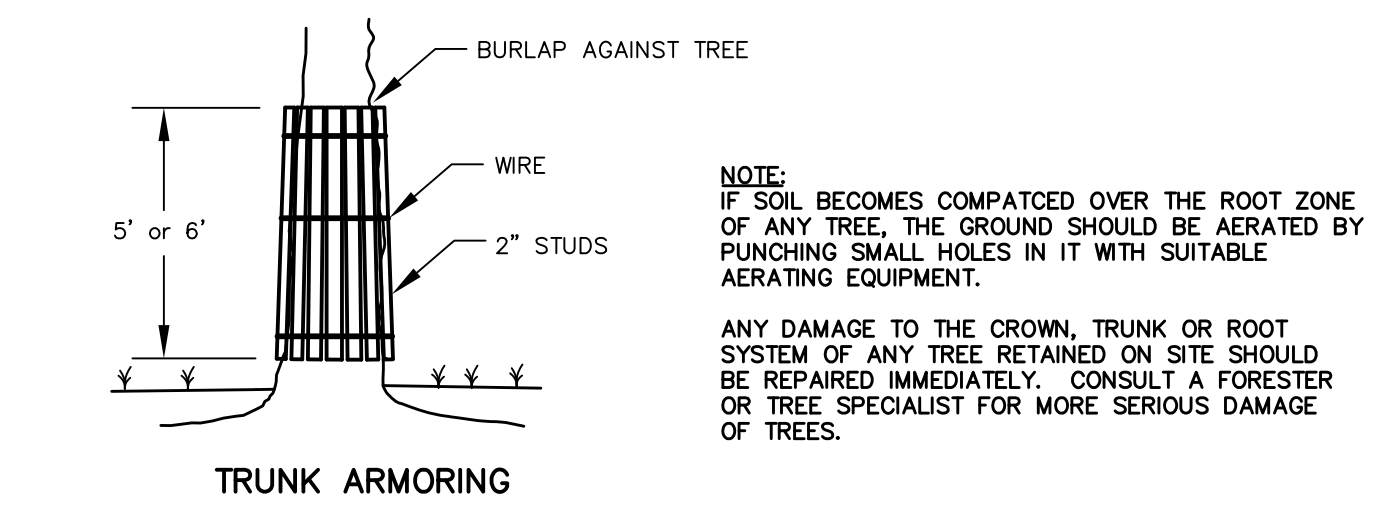 BURLAP AGAINST TREE
WIRE
5' or 6'
2" STUDS
TRUNK ARMORING
NOTE:
IF SOIL BECOMES COMPATCED OVER THE ROOT ZONE
OF ANY TREE, THE GROUND SHOULD BE AERATED BY
PUNCHING SMALL HOLES IN IT WITH SUITABLE
AERATING EQUIPMENT.
ANY DAMAGE TO THE CROWN, TRUNK OR ROOT
SYSTEM OF ANY TREE RETAINED ON SITE SHOULD
BE REPAIRED IMMEDIATELY. CONSULT A FORESTER
OR TREE SPECIALIST FOR MORE SERIOUS DAMAGE
OF TREES.